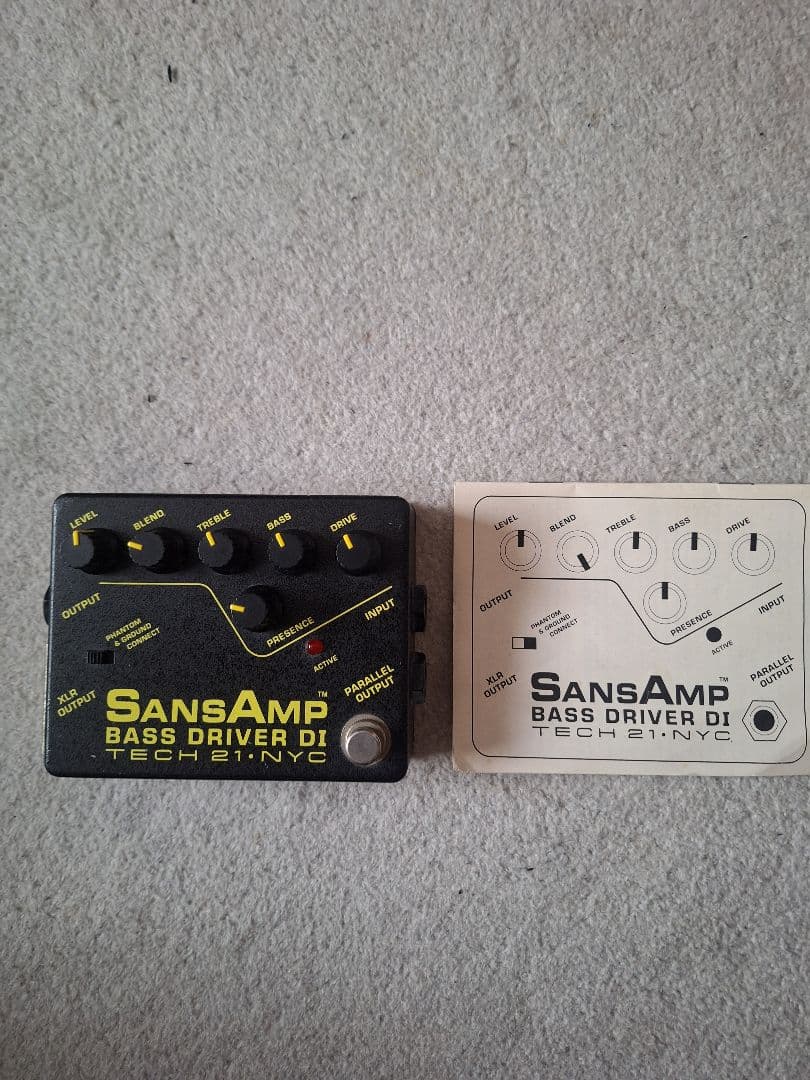 LEVEL
BLEND
TREBLE
BASS
DRIVE
OUTPUT
PHANTOM
& GROUND
CONNECT
PRESENCE
INPUT
ACTIVE
XLR
OUTPUT
PARALLEL
OUTPUT
SANSAMP™
BASS DRIVER DI
TECH 21•NYC
LEVEL
BLEND
TREBLE
BASS
DRIVE
OUTPUT
PHANTOM
& GROUND
CONNECT
PRESENCE
INPUT
ACTIVE
XLR
OUTPUT
PARALLEL
OUTPUT
SANSAMP™
BASS DRIVER DI
TECH 21•NYC